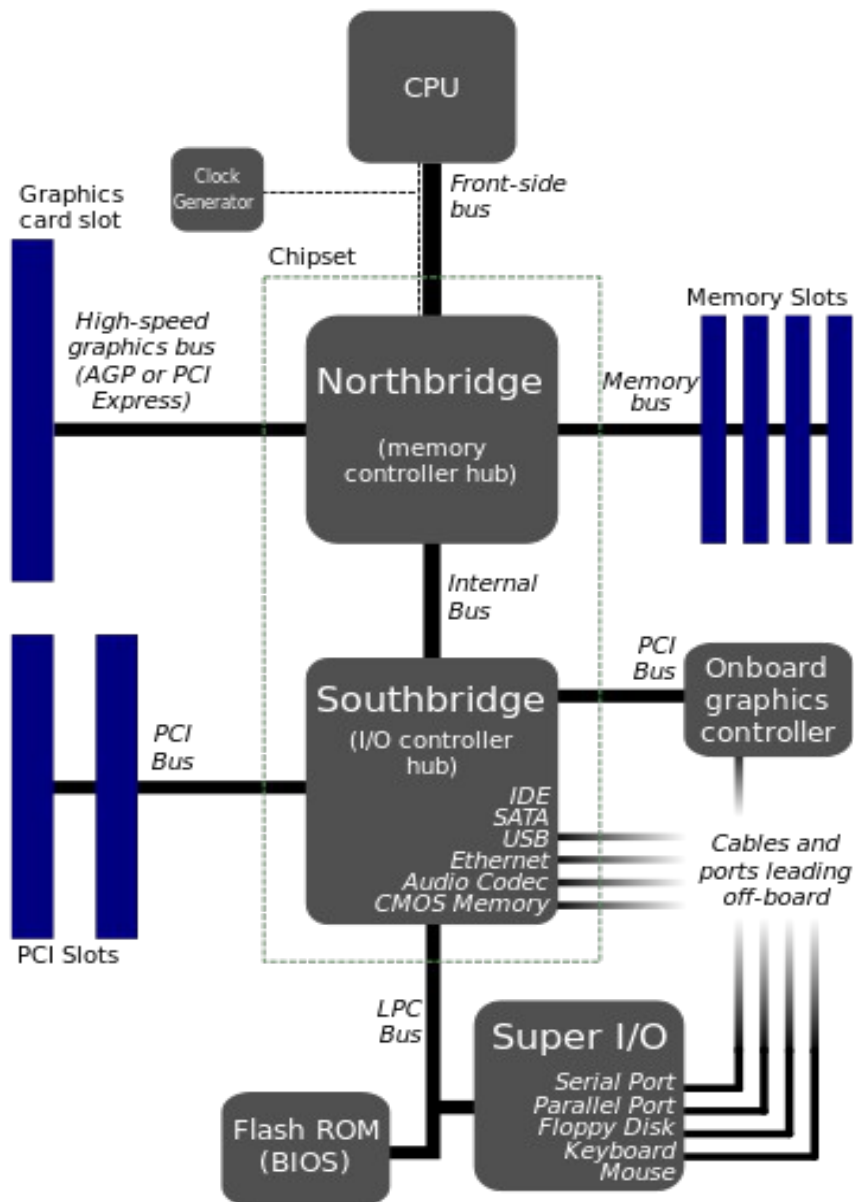 CPU
Clock
Generator
Front-side
bus
Graphics
card slot
Chipset
High-speed
graphics bus
(AGP or PCI
Express)
Northbridge
(memory
controller hub)
Memory
bus
Memory Slots
Internal
Bus
PCI
Bus
Onboard
graphics
controller
Southbridge
(I/O controller
hub)
IDE
SATA
USB
Ethernet
Audio Codec
CMOS Memory
PCI
Bus
PCI Slots
Cables and
ports leading
off-board
LPC
Bus
Super I/O
Serial Port
Parallel Port
Floppy Disk
Keyboard
Mouse
Flash ROM
(BIOS)